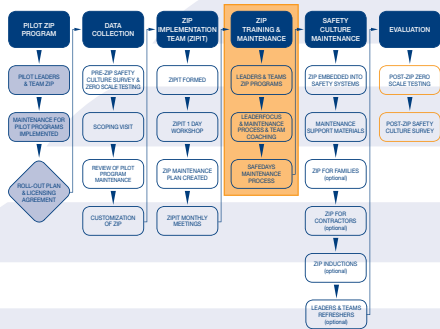 PILOT ZIP
PROGRAM
PILOT LEADERS
& TEAM ZIP
MAINTENANCE FOR
PILOT PROGRAMS
IMPLEMENTED
ROLL-OUT PLAN
& LICENSING
AGREEMENT
DATA
COLLECTION
PRE-ZIP SAFETY
CULTURE SURVEY &
ZERO SCALE TESTING
SCOPING VISIT
REVIEW OF PILOT
PROGRAM
MAINTENANCE
CUSTOMIZATION
OF ZIP
ZIP
IMPLEMENTATION
TEAM (ZIPIT)
ZIPIT FORMED
ZIPIT 1 DAY
WORKSHOP
ZIP MAINTENANCE
PLAN CREATED
ZIPIT MONTHLY
MEETINGS
ZIP
TRAINING &
MAINTENANCE
LEADERS & TEAMS
ZIP PROGRAMS
LEADERFOCUS
& MAINTENANCE
PROCESS & TEAM
COACHING
SAFEDAYS
MAINTENANCE
PROCESS
SAFETY
CULTURE
MAINTENANCE
ZIP EMBEDDED INTO
SAFETY SYSTEMS
MAINTENANCE
SUPPORT MATERIALS
ZIP FOR FAMILIES
(optional)
ZIP FOR
CONTRACTORS
(optional)
ZIP INDUCTIONS
(optional)
LEADERS & TEAMS
REFRESHERS
(optional)
EVALUATION
POST-ZIP ZERO
SCALE TESTING
POST-ZIP SAFETY
CULTURE SURVEY